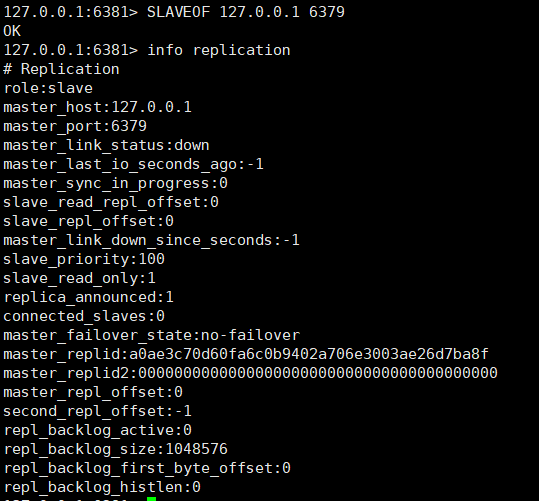 127.0.0.1:6381> SLAVEOF 127.0.0.1 6379
OK
127.0.0.1:6381> info replication
# Replication
role:slave
master_host:127.0.0.1
master_port:6379
master_link_status:down
master_last_io_seconds_ago:-1
master_sync_in_progress:0
slave_read_repl_offset:0
slave_repl_offset:0
master_link_down_since_seconds:-1
slave_priority:100
slave_read_only:1
replica_announced:1
connected_slaves:0
master_failover_state:no-failover
master_replid:a0ae3c70d60fa6c0b9402a706e3003ae26d7ba8f
master_replid2:0000000000000000000000000000000000000000
master_repl_offset:0
second_repl_offset:-1
repl_backlog_active:0
repl_backlog_size:1048576
repl_backlog_first_byte_offset:0
repl_backlog_histlen:0